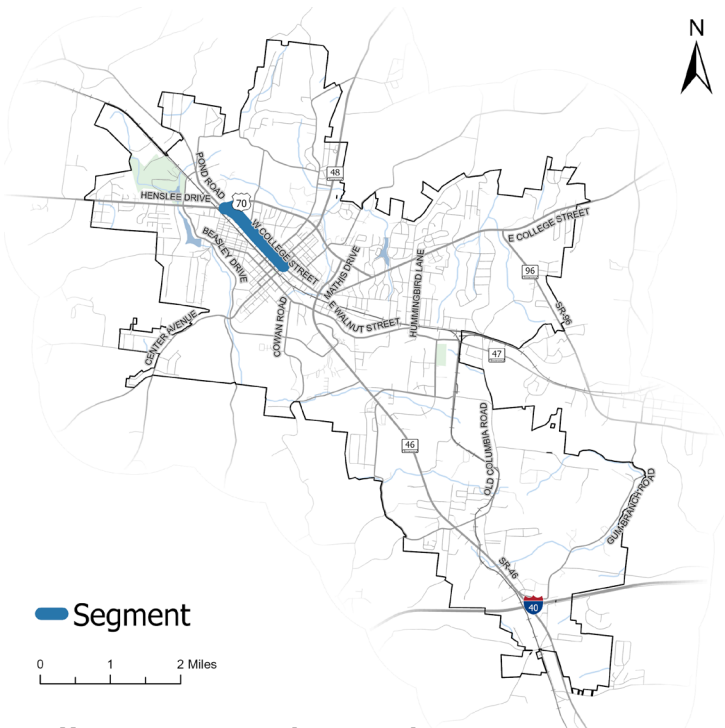 N
48
POND ROAD
HENSLEE DRIVE
70
W COLLEGE STREET
E COLLEGE STREET
BEASLEY DRIVE
MATHIS DRIVE
HUMMINGBIRD LANE
96
SR-96
CENTER AVENUE
COWAN ROAD
E WALNUT STREET
47
46
OLD COLUMBIA ROAD
GUM BRANCH ROAD
SR-46
40
Segment
0 1 2 Miles